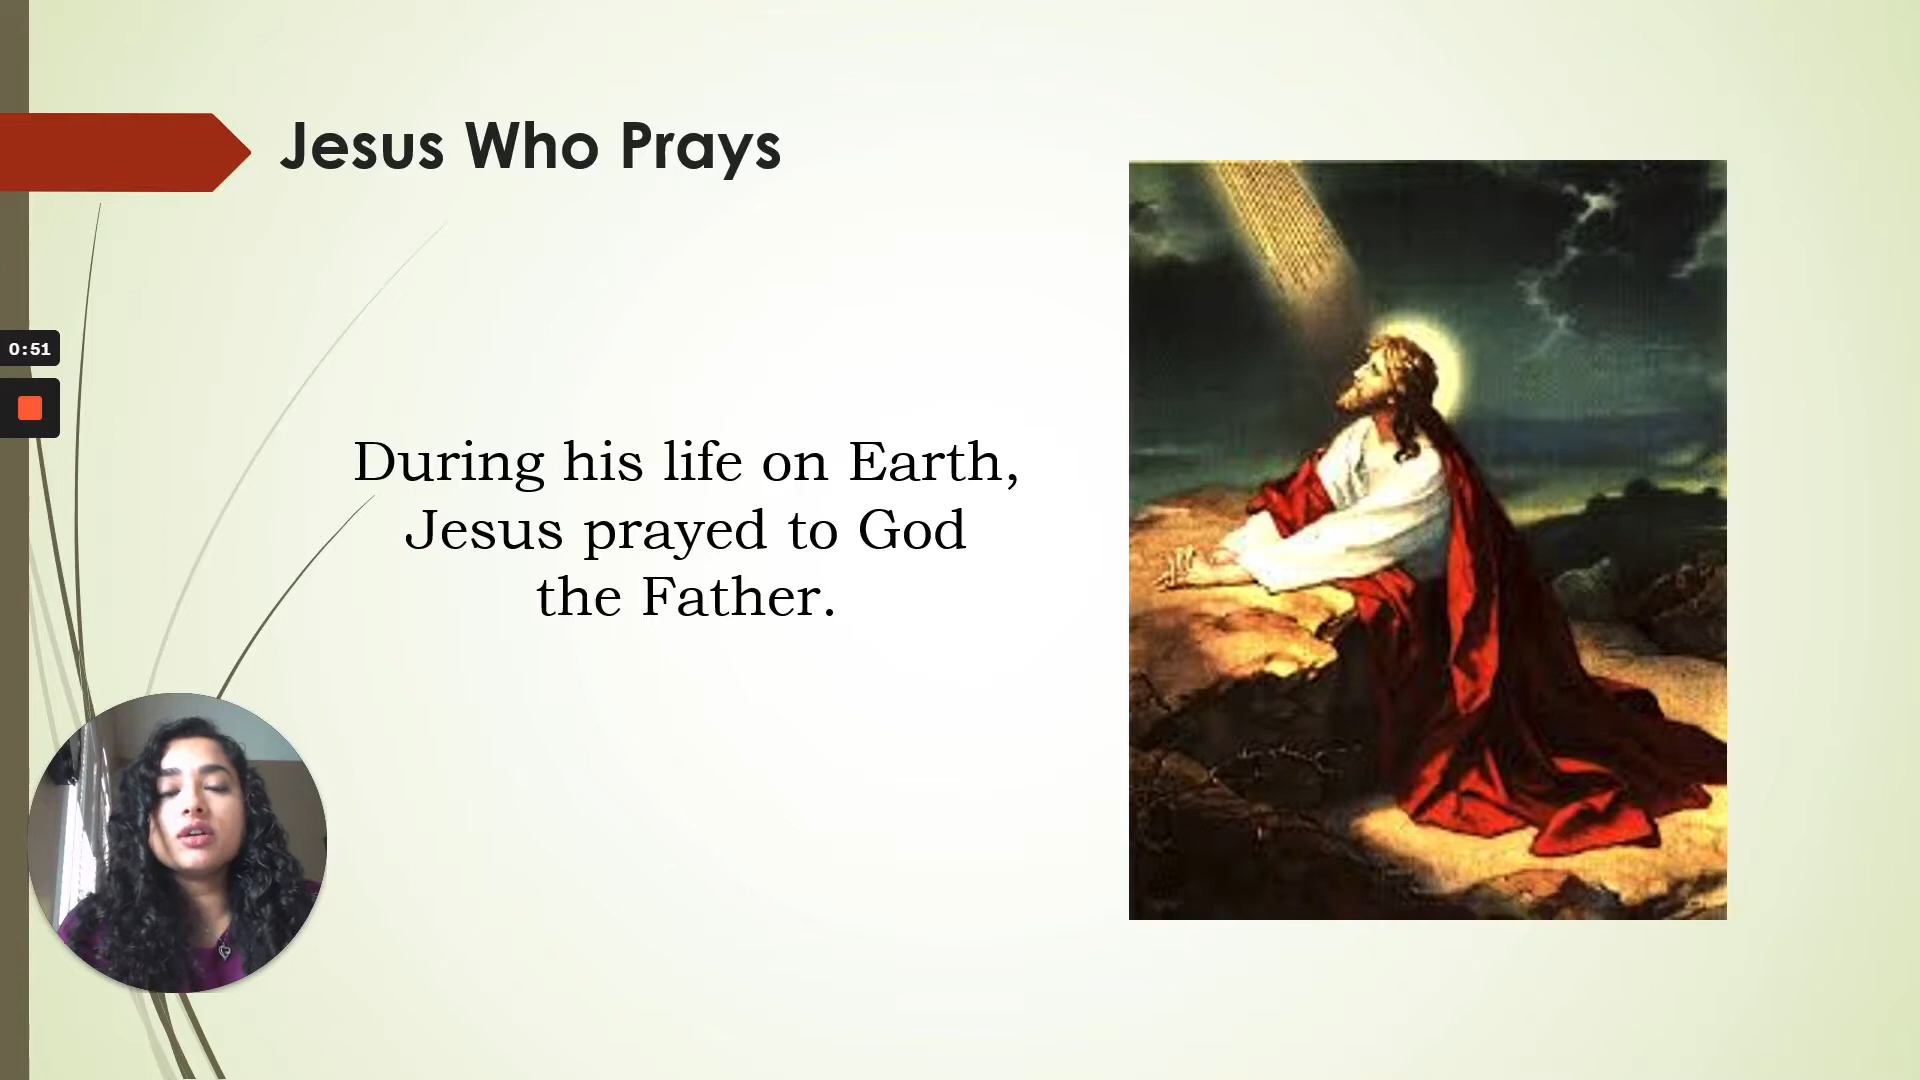 Jesus Who Prays
0:51
During his life on Earth,
Jesus prayed to God
the Father.